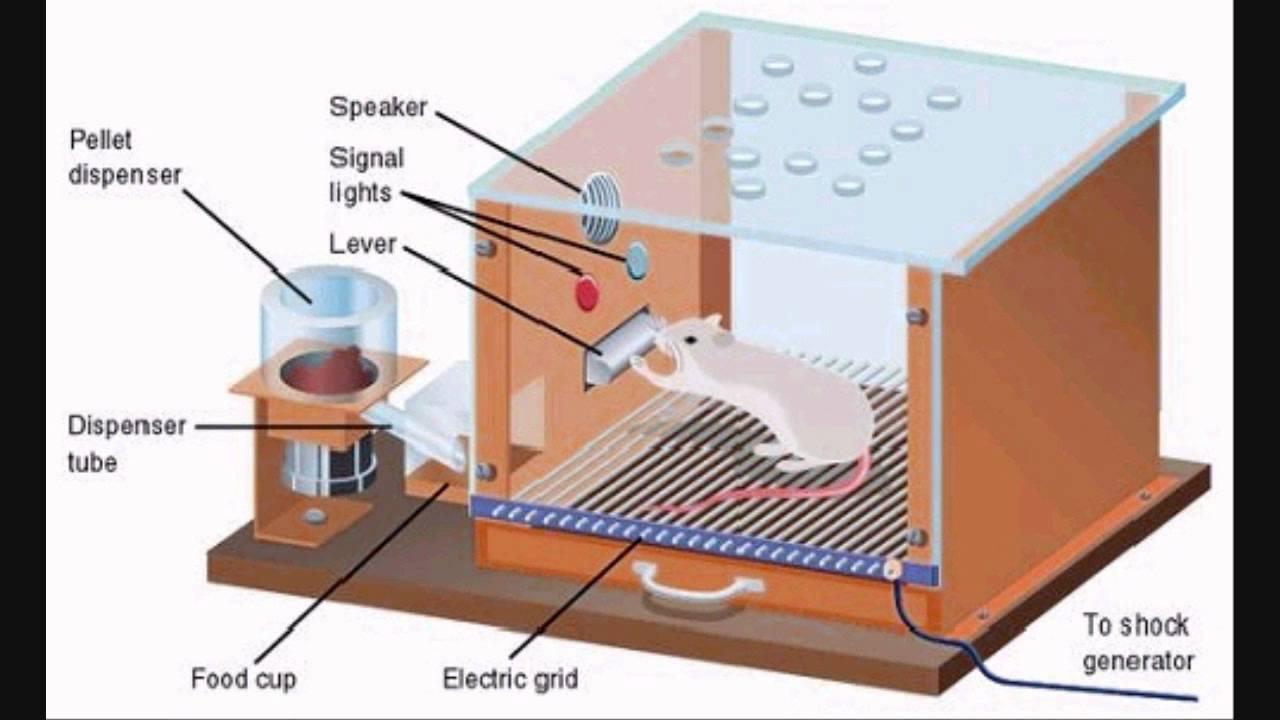 Speaker
Pellet
dispenser
Signal
lights
Lever
Dispenser
tube
Food cup
Electric grid
To shock
generator